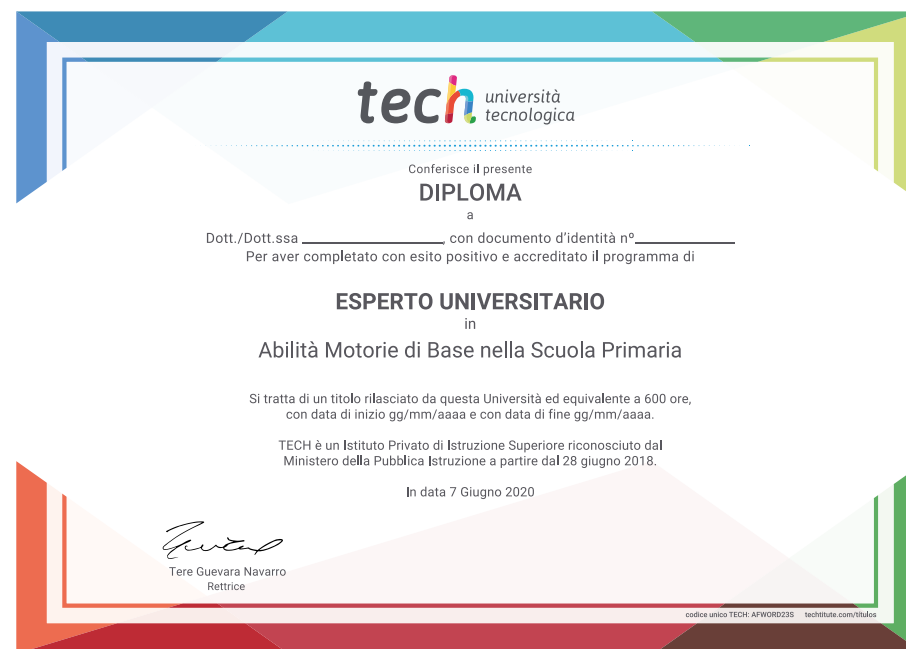 tech università
tecnologica
Conferisce il presente
DIPLOMA
a
Dott./Dott.ssa ________________, con documento d'identità nº____________
Per aver completato con esito positivo e accreditato il programma di
ESPERTO UNIVERSITARIO
in
Abilità Motorie di Base nella Scuola Primaria
Si tratta di un titolo rilasciato da questa Università ed equivalente a 600 ore,
con data di inizio gg/mm/aaaa e con data di fine gg/mm/aaaa.
TECH è un Istituto Privato di Istruzione Superiore riconosciuto dal
Ministero della Pubblica Istruzione a partire dal 28 giugno 2018.
In data 7 Giugno 2020
Tere Guevara Navarro
Rettrice
codice unico TECH: AFWORD23S techtitute.com/titulos